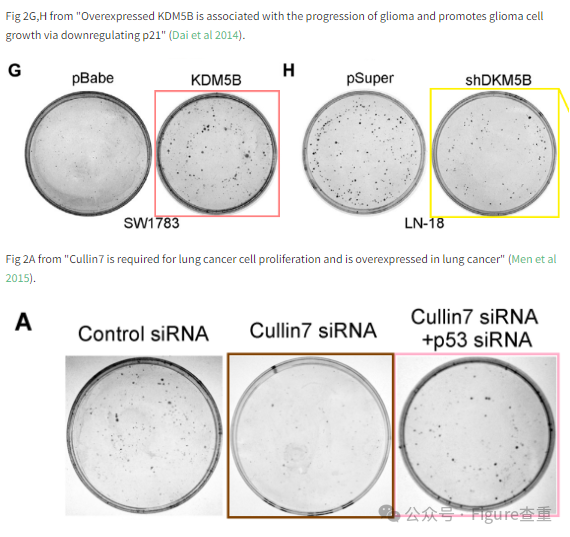 Fig 2G,H from "Overexpressed KDM5B is associated with the progression of glioma and promotes glioma cell
growth via downregulating p21" (Dai et al 2014).
G
pBabe
KDM5B
H
pSuper
shDKM5B
SW1783
LN-18
Fig 2A from "Cullin7 is required for lung cancer cell proliferation and is overexpressed in lung cancer" (Men et al
2015).
A
Control siRNA
Cullin7 siRNA
Cullin7 siRNA
+p53 siRNA
公众号 · Figure查重